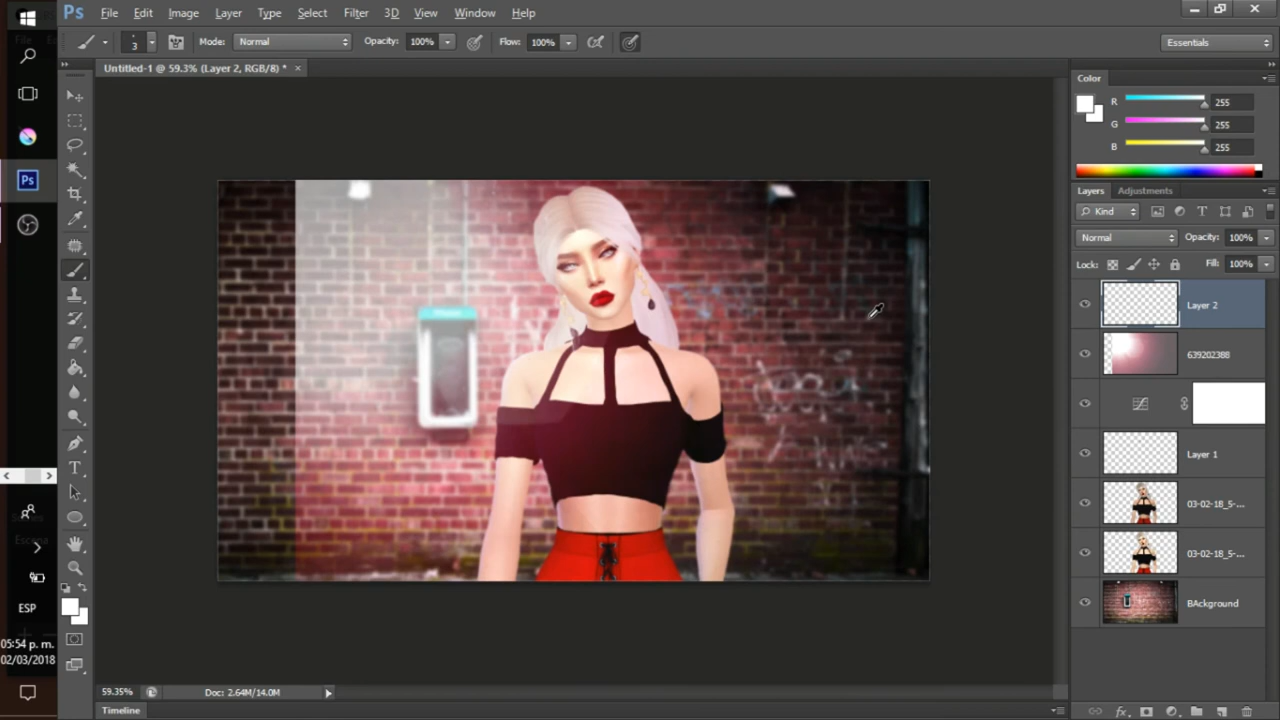 Ps File Edit Image Layer Type Select Filter 3D View Window Help
3 Mode: Normal Opacity: 100% Flow: 100% Essentials
Untitled-1 @ 59.3% (Layer 2, RGB/8) * ×
Color
R 255
G 255
B 255
Layers Adjustments
Kind
Normal Opacity: 100%
Lock: Fill: 100%
Layer 2
639202388
Layer 1
03-02-18_5-...
03-02-18_5-...
BAckground
Ps
ESP
05:54 p. m.
02/03/2018
59.35% Doc: 2.64M/14.0M
Timeline